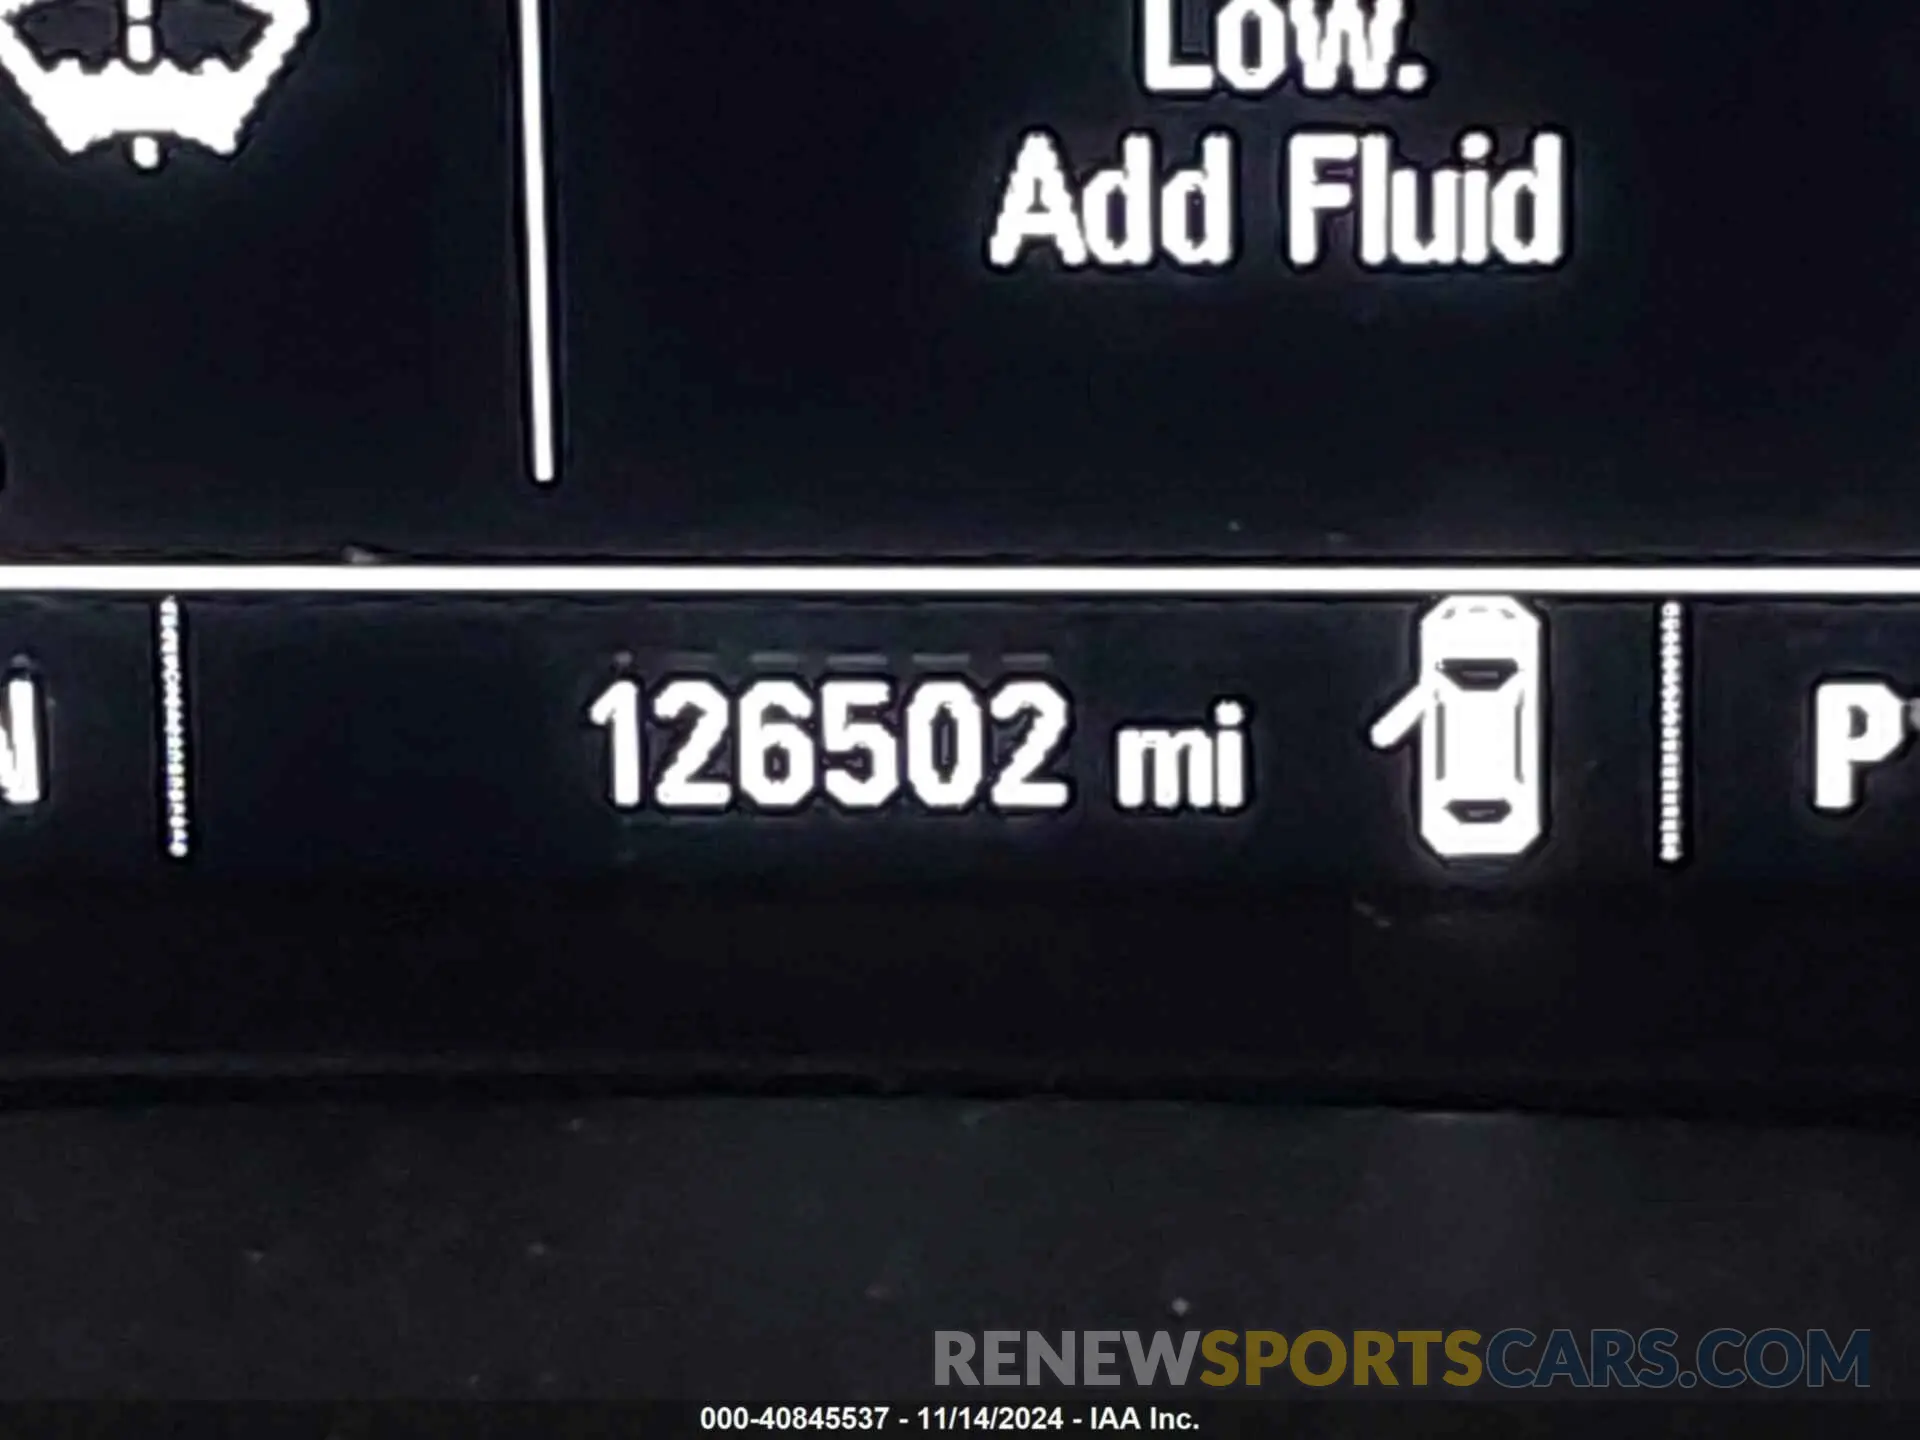 Low.
Add Fluid
126502 mi
P
RENEWSPORTSCARS.COM
000-40845537 - 11/14/2024 - IAA Inc.